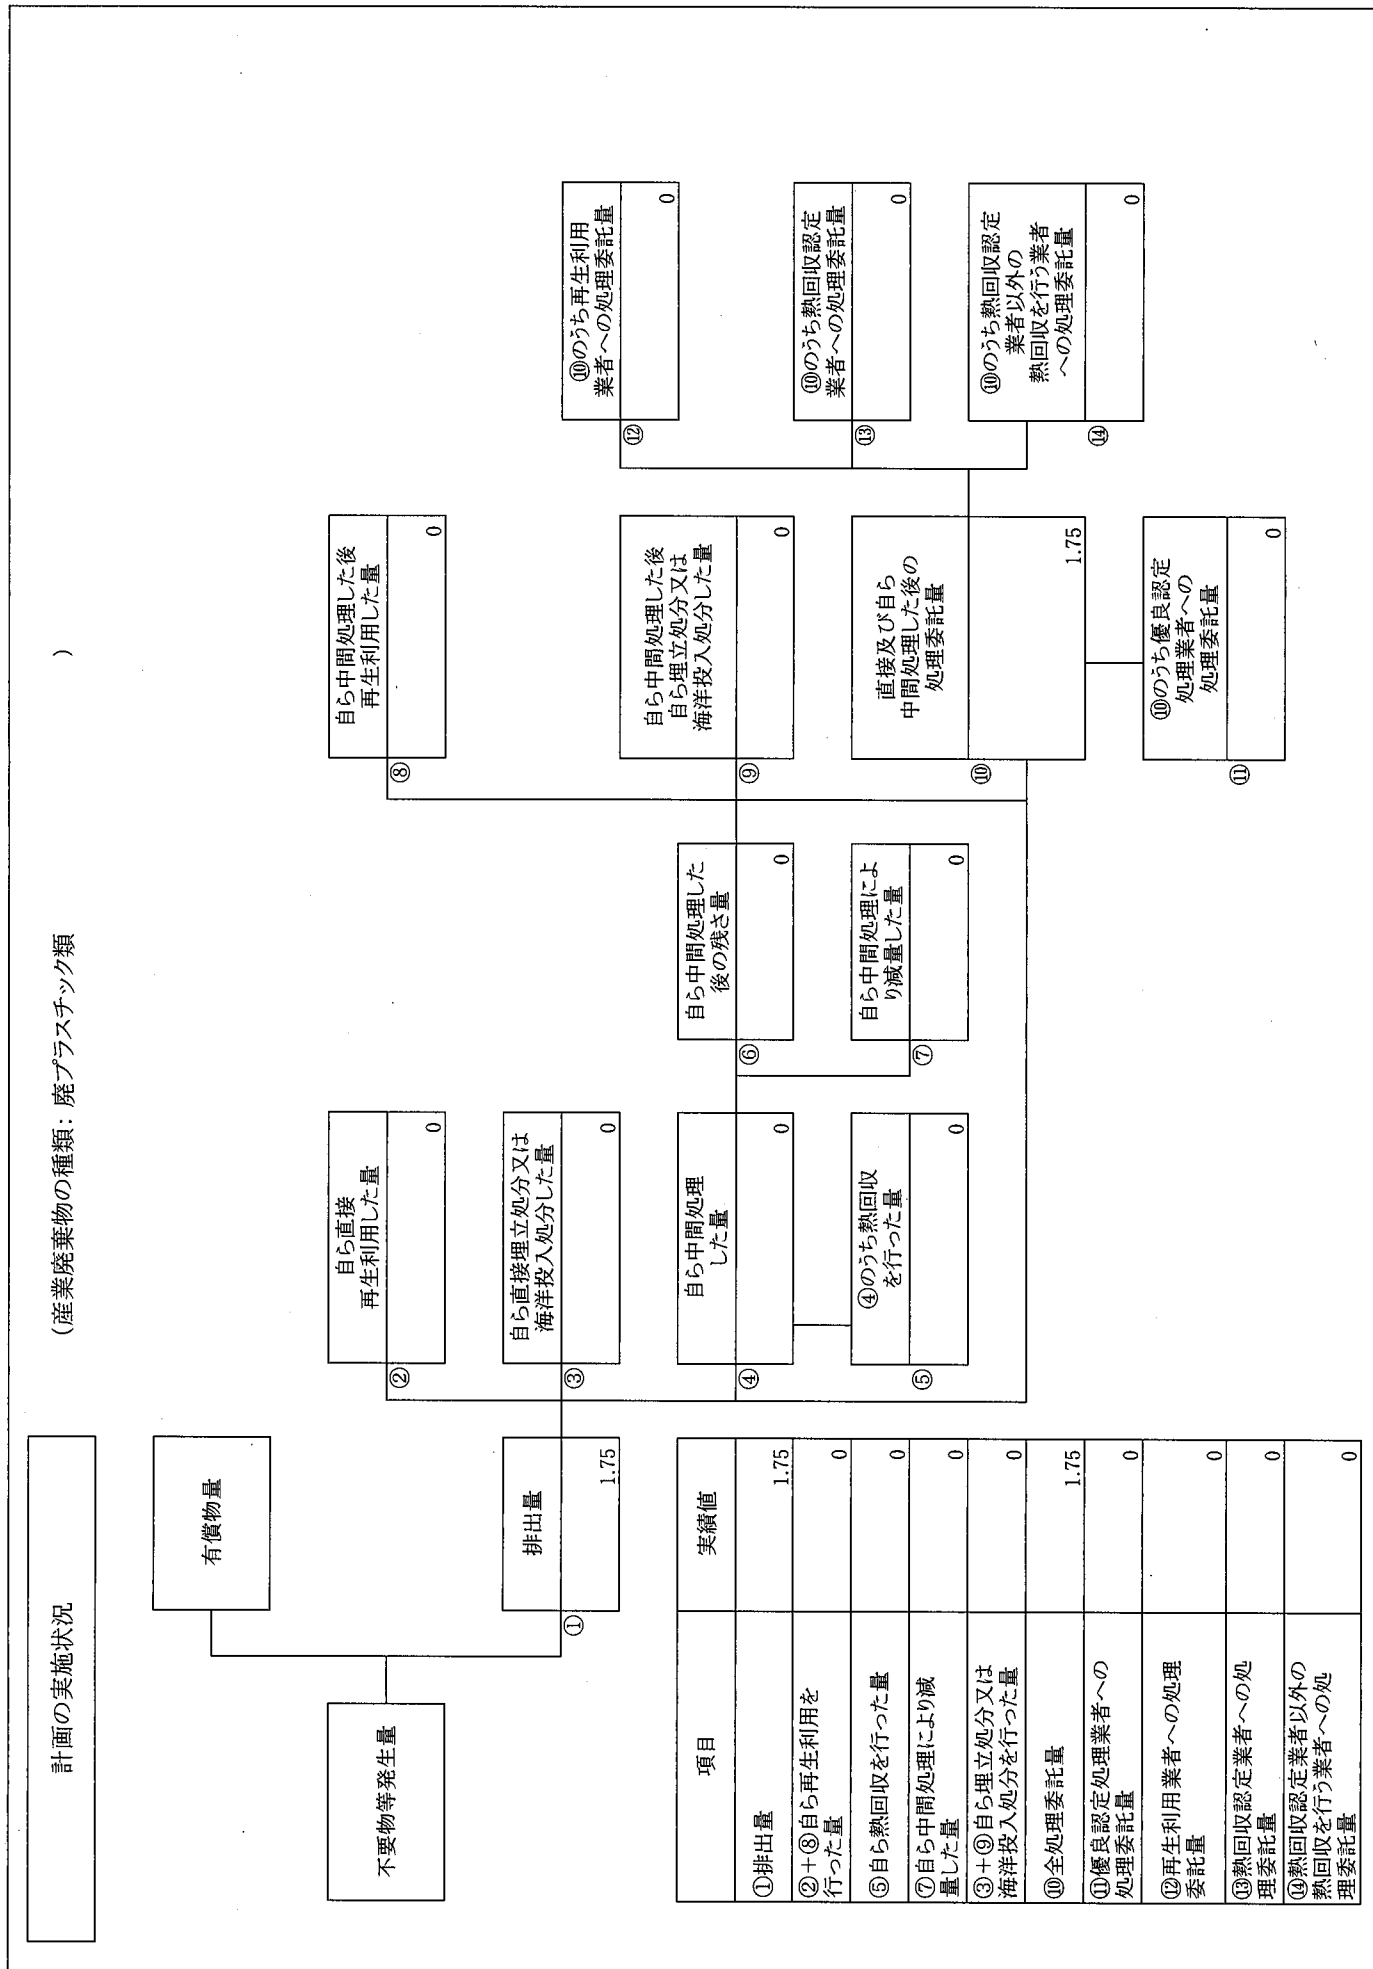 計画の実施状況
(産業廃棄物の種類：廃プラスチック類 )
不要物等発生量
有償物量
排出量
①
1.75
自ら直接
再生利用した量
②
0
自ら直接埋立処分又は
海洋投入処分した量
③
0
自ら中間処理
した量
④
0
④のうち熱回収
を行った量
⑤
0
自ら中間処理した
後の残さ量
⑥
0
自ら中間処理によ
り減量した量
⑦
0
自ら中間処理した後
再生利用した量
⑧
0
自ら中間処理した後
自ら埋立処分又は
海洋投入処分した量
⑨
0
直接及び自ら
中間処理した後の
処理委託量
⑩
1.75
⑩のうち優良認定
処理業者への
処理委託量
⑪
0
⑩のうち再生利用
業者への処理委託量
⑫
0
⑩のうち熱回収認定
業者への処理委託量
⑬
0
⑩のうち熱回収認定
業者以外の
熱回収を行う業者
への処理委託量
⑭
0
項目 実績値
①排出量 1.75
②+⑧自ら再生利用を
行った量 0
⑤自ら熱回収を行った量 0
⑦自ら中間処理により減
量した量 0
③+⑨自ら埋立処分又は
海洋投入処分を行った量 0
⑩全処理委託量 1.75
⑪優良認定処理業者への
処理委託量 0
⑫再生利用業者への処理
委託量 0
⑬熱回収認定業者への処
理委託量 0
⑭熱回収認定業者以外の
熱回収を行う業者への処
理委託量 0